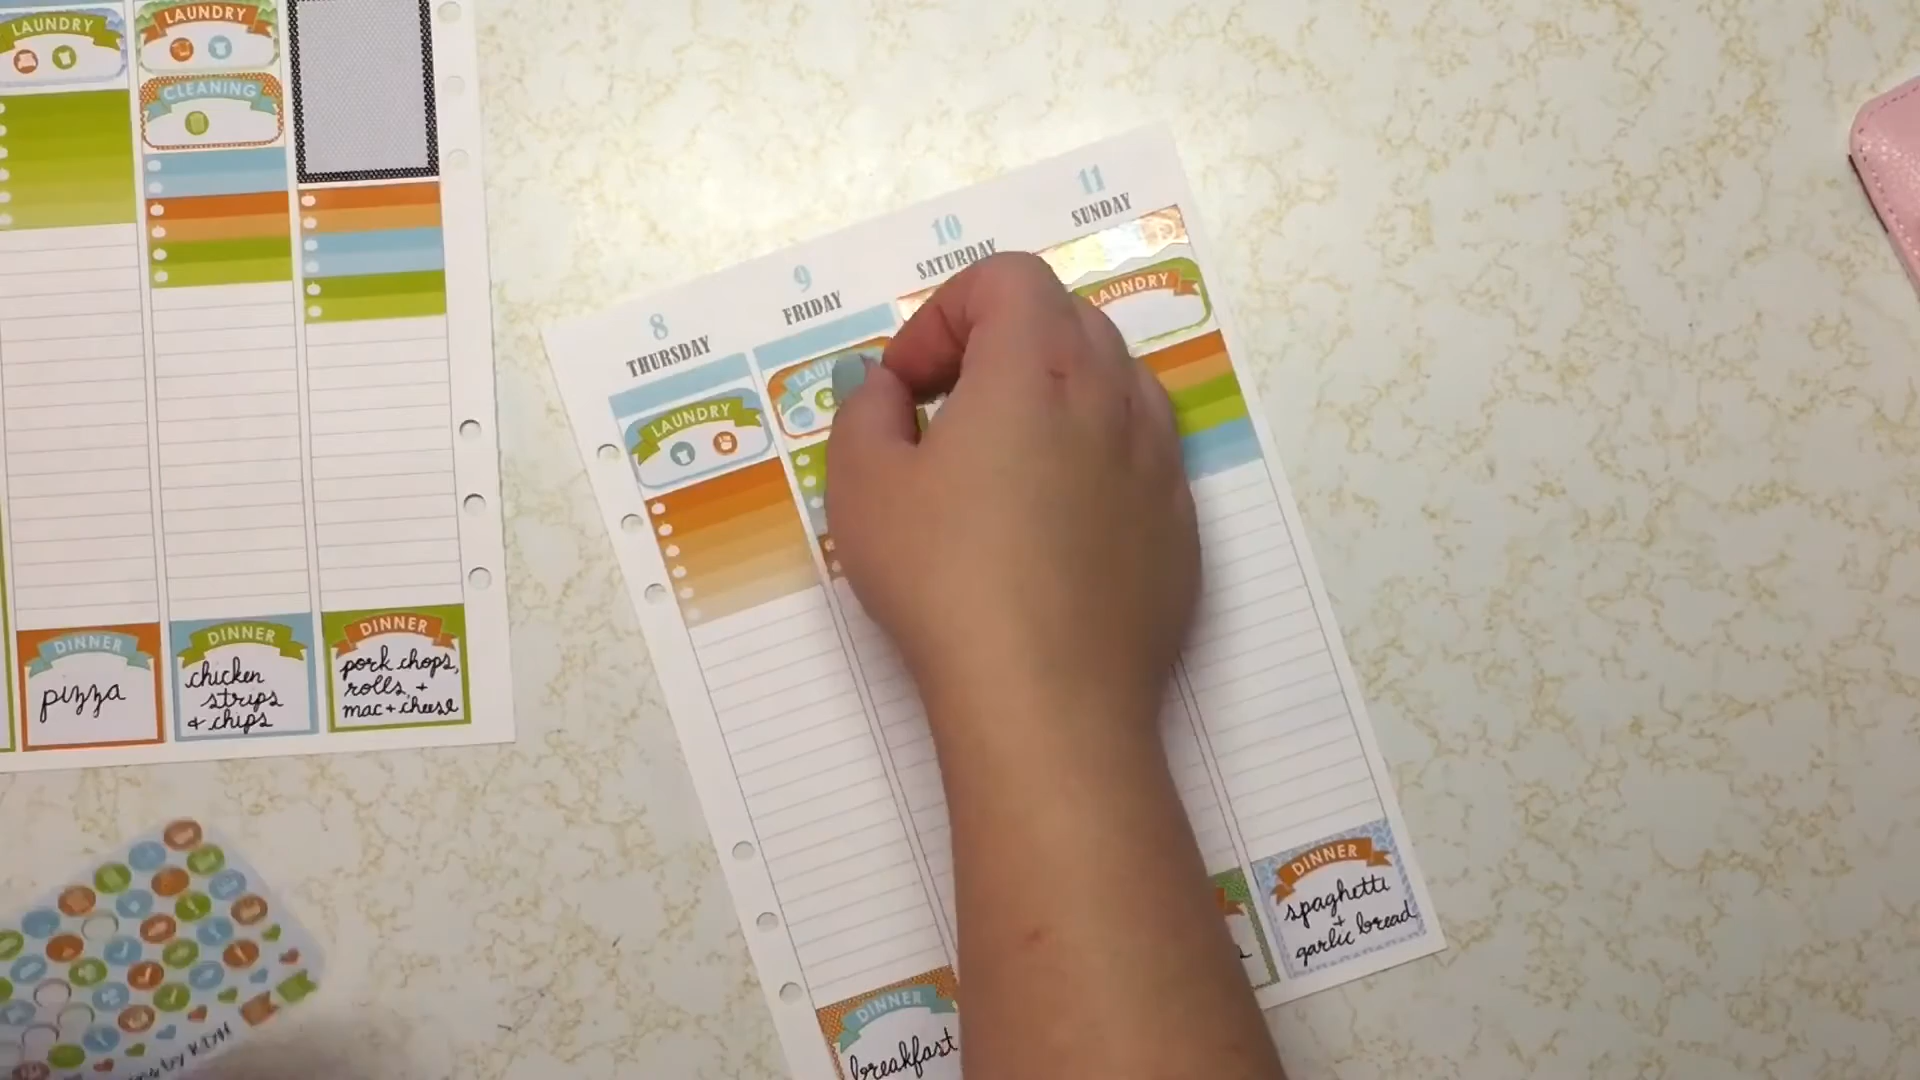 LAUNDRY
LAUNDRY
CLEANING
DINNER
pizza
DINNER
chicken
strips
& chips
DINNER
pork chops,
rolls, +
mac + cheese
8
THURSDAY
9
FRIDAY
10
SATURDAY
11
SUNDAY
LAUNDRY
LAUNDRY
DINNER
breakfast
DINNER
spaghetti
+
garlic bread